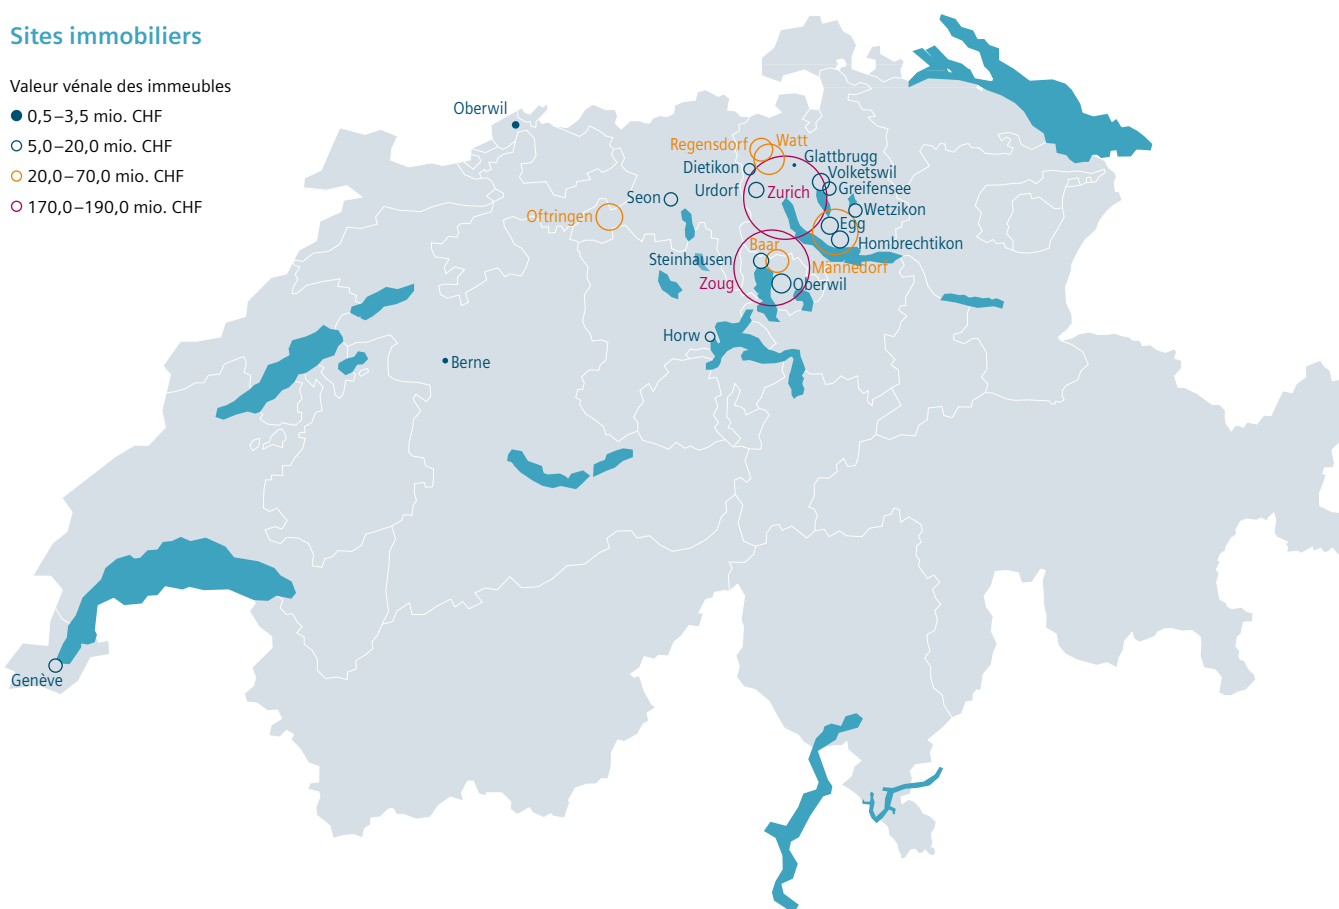 Sites immobiliers
Valeur vénale des immeubles
0,5–3,5 mio. CHF
5,0–20,0 mio. CHF
20,0–70,0 mio. CHF
170,0–190,0 mio. CHF
Oberwil
Regensdorf
Watt
Glattbrugg
Dietikon
Volketswil
Urdorf
Zurich
Greifensee
Seon
Wetzikon
Oftringen
Egg
Hombrechtikon
Baar
Steinhausen
Männedorf
Zoug
Oberwil
Horw
Berne
Genève